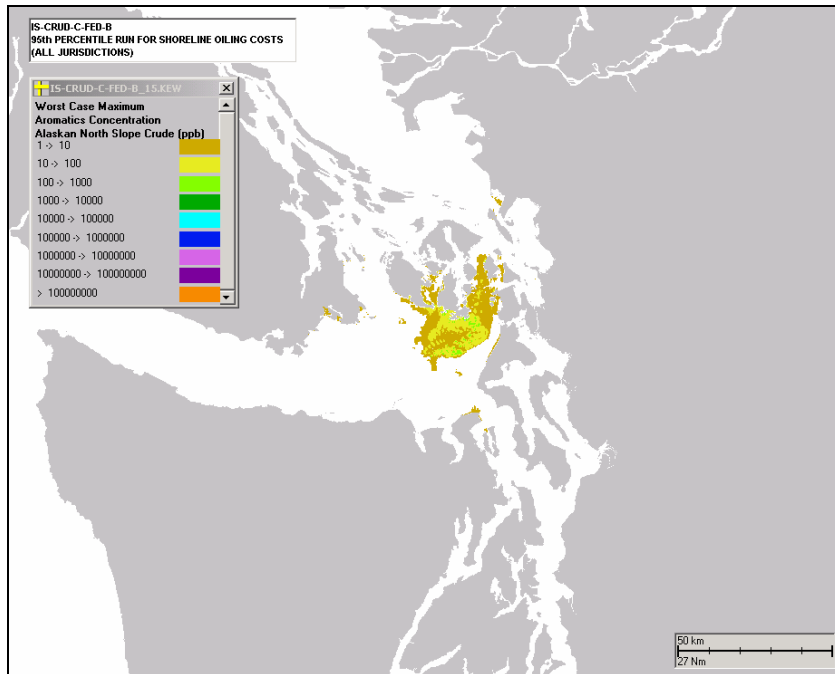 IS-CRUD-C-FED-B
95th PERCENTILE RUN FOR SHORELINE OILING COSTS
(ALL JURISDICTIONS)
IS-CRUD-C-FED-B_15.KEW
Worst Case Maximum
Aromatics Concentration
Alaskan North Slope Crude (ppb)
1 -> 10
10 -> 100
100 -> 1000
1000 -> 10000
10000 -> 100000
100000 -> 1000000
1000000 -> 10000000
10000000 -> 100000000
> 100000000
50 km
27 Nm